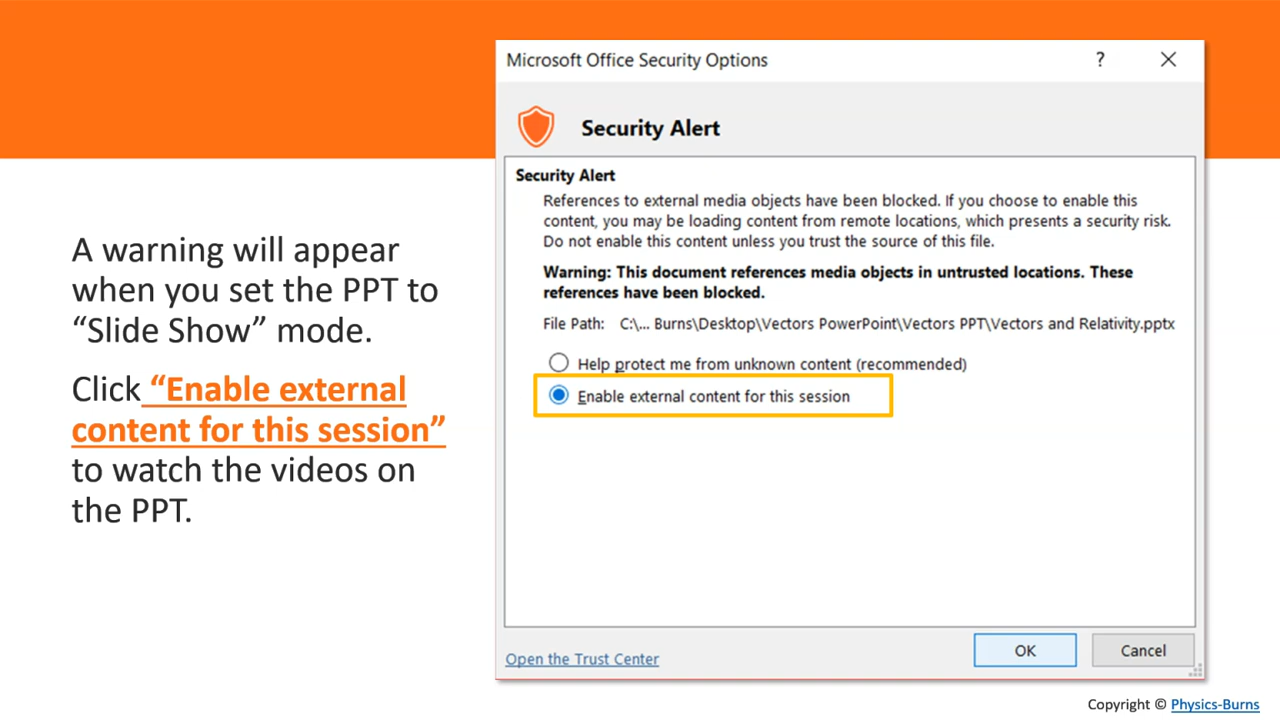 A warning will appear
when you set the PPT to
“Slide Show” mode.
Click “Enable external
content for this session”
to watch the videos on
the PPT.
Microsoft Office Security Options
?
Security Alert
Security Alert
References to external media objects have been blocked. If you choose to enable this
content, you may be loading content from remote locations, which presents a security risk.
Do not enable this content unless you trust the source of this file.
Warning: This document references media objects in untrusted locations. These
references have been blocked.
File Path: C:\... Burns\Desktop\Vectors PowerPoint\Vectors PPT\Vectors and Relativity.pptx
Help protect me from unknown content (recommended)
Enable external content for this session
Open the Trust Center
OK
Cancel
Copyright © Physics-Burns